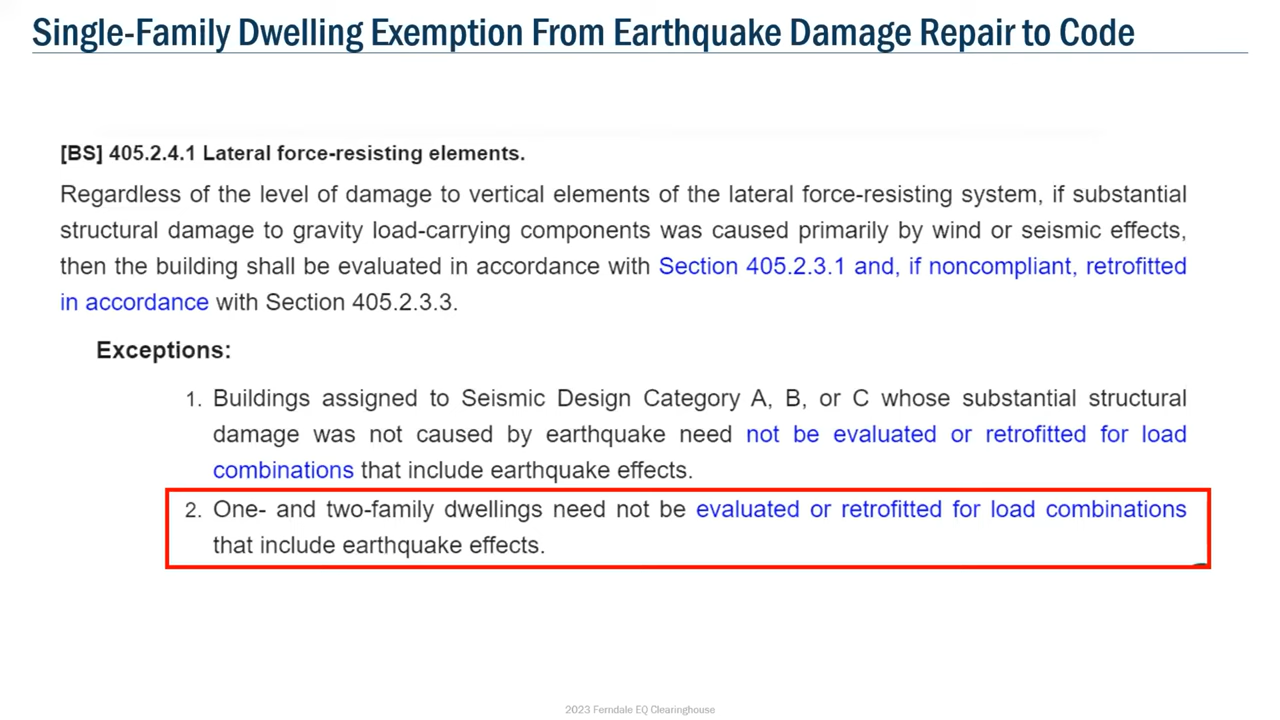 Single-Family Dwelling Exemption From Earthquake Damage Repair to Code
[BS] 405.2.4.1 Lateral force-resisting elements.
Regardless of the level of damage to vertical elements of the lateral force-resisting system, if substantial
structural damage to gravity load-carrying components was caused primarily by wind or seismic effects,
then the building shall be evaluated in accordance with Section 405.2.3.1 and, if noncompliant, retrofitted
in accordance with Section 405.2.3.3.
Exceptions:
1. Buildings assigned to Seismic Design Category A, B, or C whose substantial structural
damage was not caused by earthquake need not be evaluated or retrofitted for load
combinations that include earthquake effects.
2. One- and two-family dwellings need not be evaluated or retrofitted for load combinations
that include earthquake effects.
2023 Ferndale EQ Clearinghouse